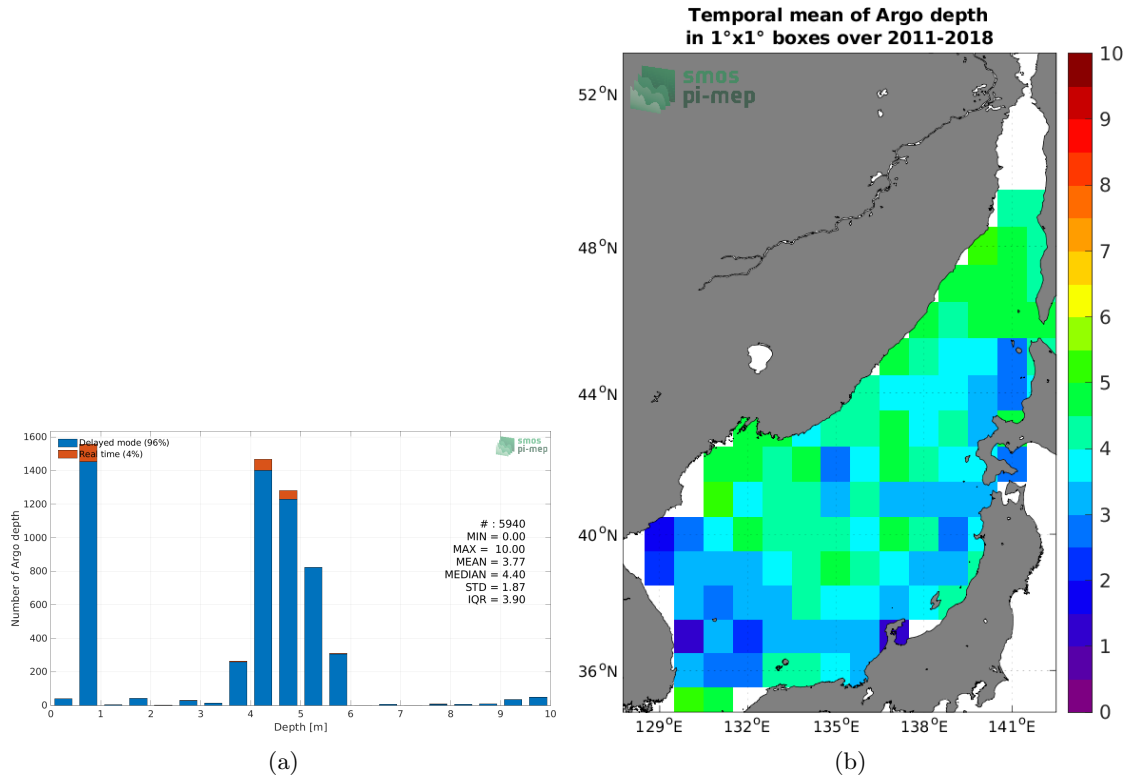 Temporal mean of Argo depth
in 1°x1° boxes over 2011-2018
smos
pi-mep
52°N
48°N
44°N
40°N
36°N
129°E
132°E
135°E
138°E
141°E
10
9
8
7
6
5
4
3
2
1
0
Delayed mode (96%)
Real time (4%)
smos
pi-mep
1600
1400
1200
1000
800
600
400
200
0
Number of Argo depth
# : 5940
MIN = 0.00
MAX = 10.00
MEAN = 3.77
MEDIAN = 4.40
STD = 1.87
IQR = 3.90
0 1 2 3 4 5 6 7 8 9 10
Depth [m]
(a)
(b)